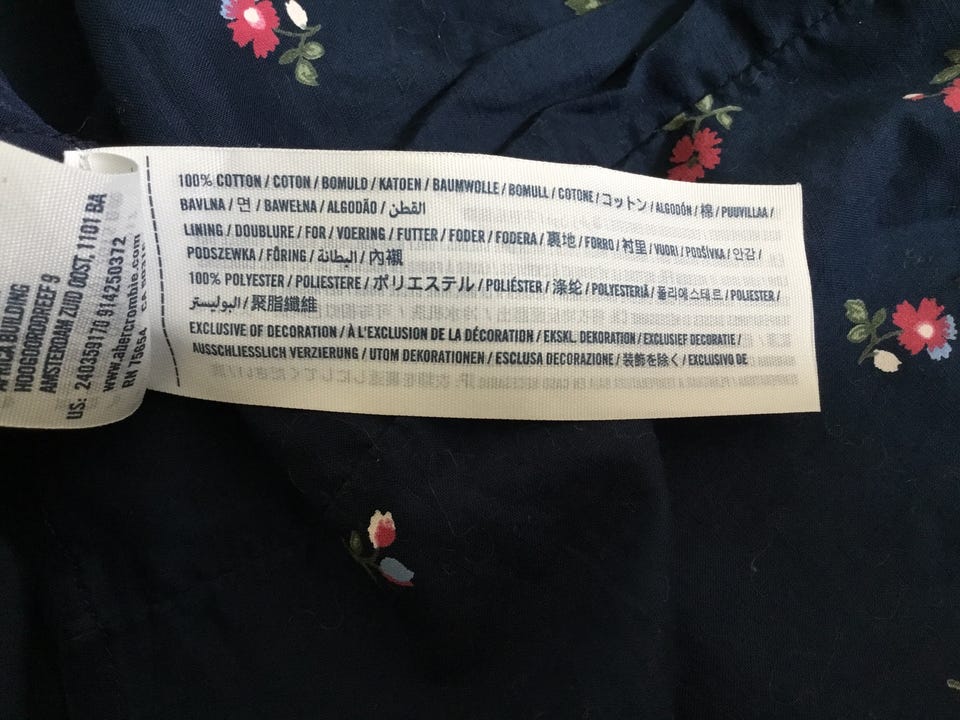 100% COTTON / COTON / BOMULD / KATOEN / BAUMWOLLE / BOMULL / COTONE / コットン / ALGODÓN / 棉 / PUUVILLAA /
BAVLNA / 면 / BAWEŁNA / ALGODÃO / القطن
LINING / DOUBLURE / FOR / VOERING / FUTTER / FODER / FODERA / 裏地 / FORRO / 衬里 / VUORI / PODŠÍVKA / 안감 /
PODSZEWKA / FÔRING / البطانة / 內襯
100% POLYESTER / POLIESTERE / ポリエステル / POLIÉSTER / 涤纶 / POLYESTERIÄ / 폴리에스테르 / POLIESTER /
البوليستر / 聚脂纖維
EXCLUSIVE OF DECORATION / À L'EXCLUSION DE LA DÉCORATION / EKSKL. DEKORATION / EXCLUSIEF DECORATIE /
AUSSCHLIESSLICH VERZIERUNG / UTOM DEKORATIONEN / ESCLUSA DECORAZIONE / 装飾を除く / EXCLUSIVO DE
BUILDING
HOOGOORDDREEF 9
AMSTERDAM ZUID OOST, 1101 BA
US: 240358170 914250372
www.abercrombie.com
RN 75654